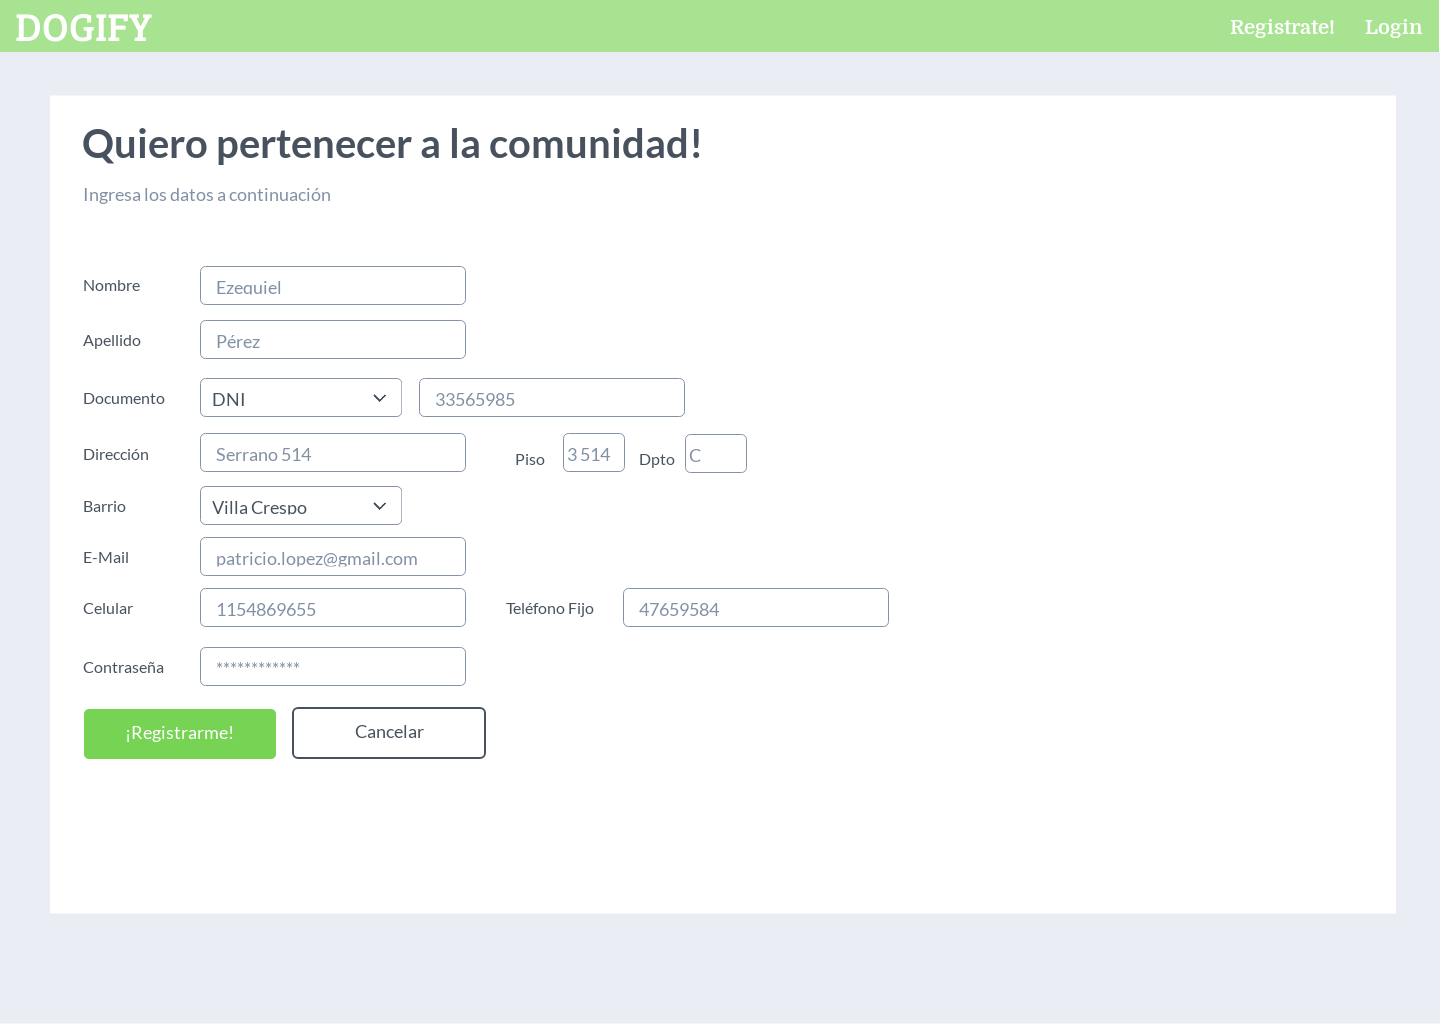 DOGIFY Registrate! Login
Quiero pertenecer a la comunidad!
Ingresa los datos a continuación
Nombre Ezequiel
Apellido Pérez
Documento DNI 33565985
Dirección Serrano 514 Piso 3 514 Dpto C
Barrio Villa Crespo
E-Mail patricio.lopez@gmail.com
Celular 1154869655 Teléfono Fijo 47659584
Contraseña ************
¡Registrarme! Cancelar